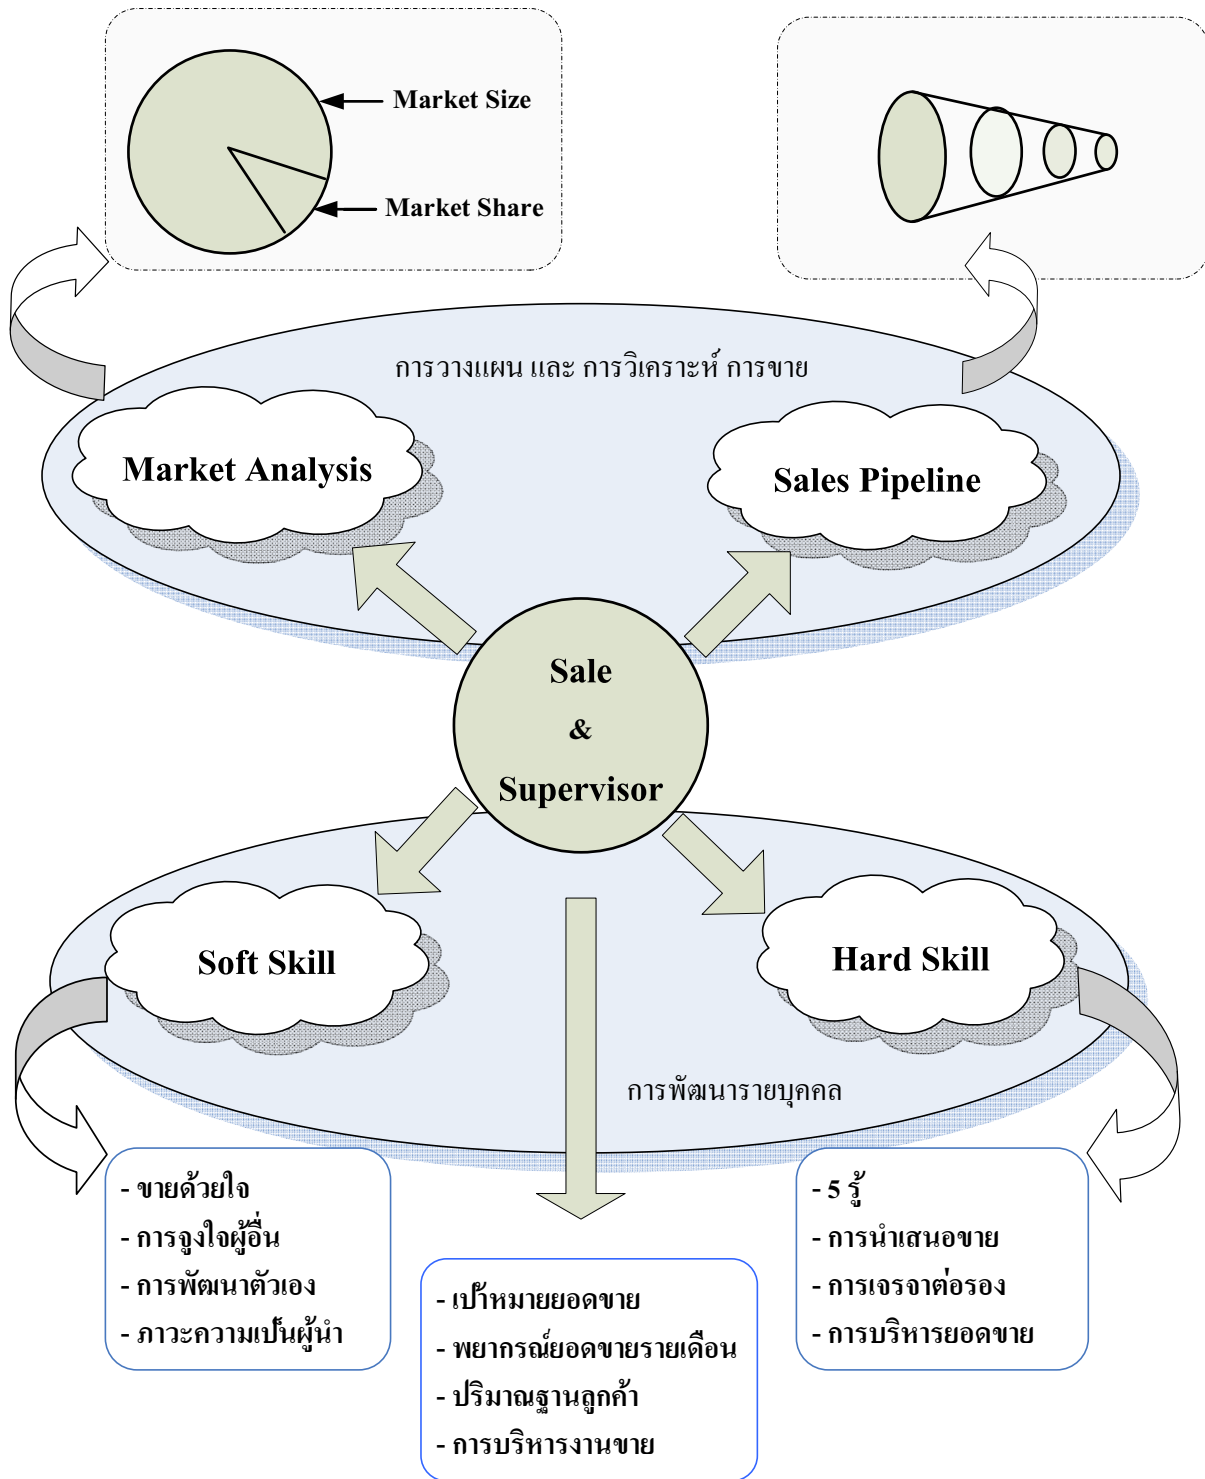 Market Size
Market Share
การวางแผน และ การวิเคราะห์ การขาย
Market Analysis
Sales Pipeline
Sale
&
Supervisor
Soft Skill
Hard Skill
การพัฒนารายบุคคล
- ขายด้วยใจ
- การจูงใจผู้อื่น
- การพัฒนาตัวเอง
- ภาวะความเป็นผู้นำ
- เป้าหมายยอดขาย
- พยากรณ์ยอดขายรายเดือน
- ปริมาณฐานลูกค้า
- การบริหารงานขาย
- 5 รู้
- การนำเสนอขาย
- การเจรจาต่อรอง
- การบริหารยอดขาย